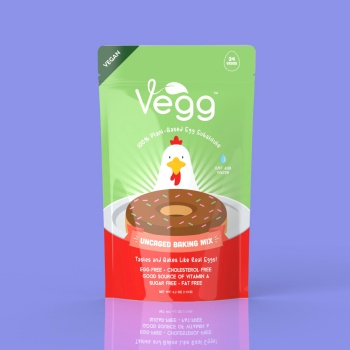 VEGAN
Vegg™
100% Plant-Based Egg Substitute
UNCAGED BAKING MIX
Tastes and Bakes Like Real Eggs!
EGG FREE - CHOLESTEROL FREE
GOOD SOURCE OF VITAMIN A
SUGAR FREE - FAT FREE